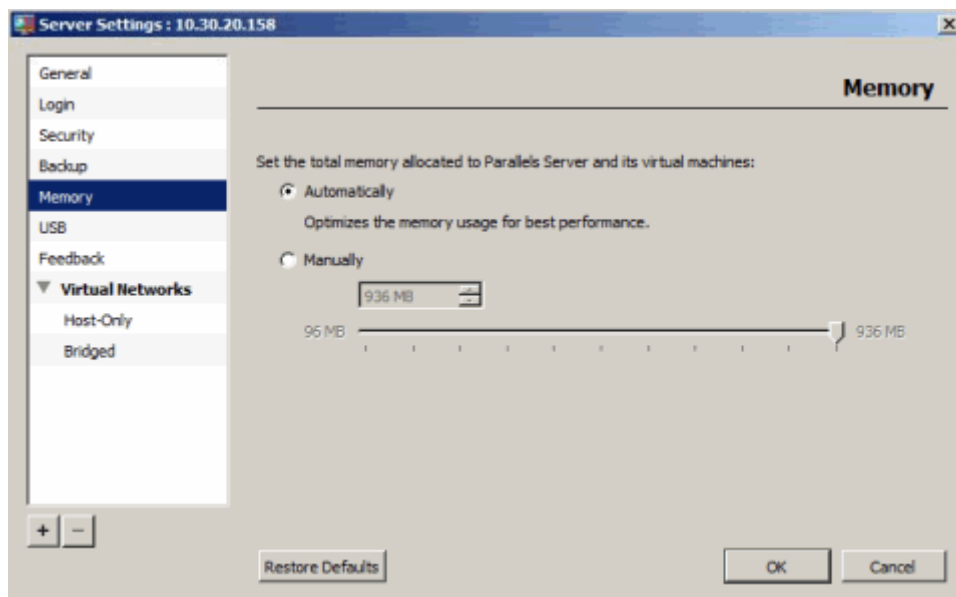 Server Settings : 10.30.20.158
General
Login
Security
Backup
Memory
USB
Feedback
Virtual Networks
Host-Only
Bridged
+ −
Memory
Set the total memory allocated to Parallels Server and its virtual machines:
Automatically
Optimizes the memory usage for best performance.
Manually
936 MB
96 MB 936 MB
Restore Defaults OK Cancel